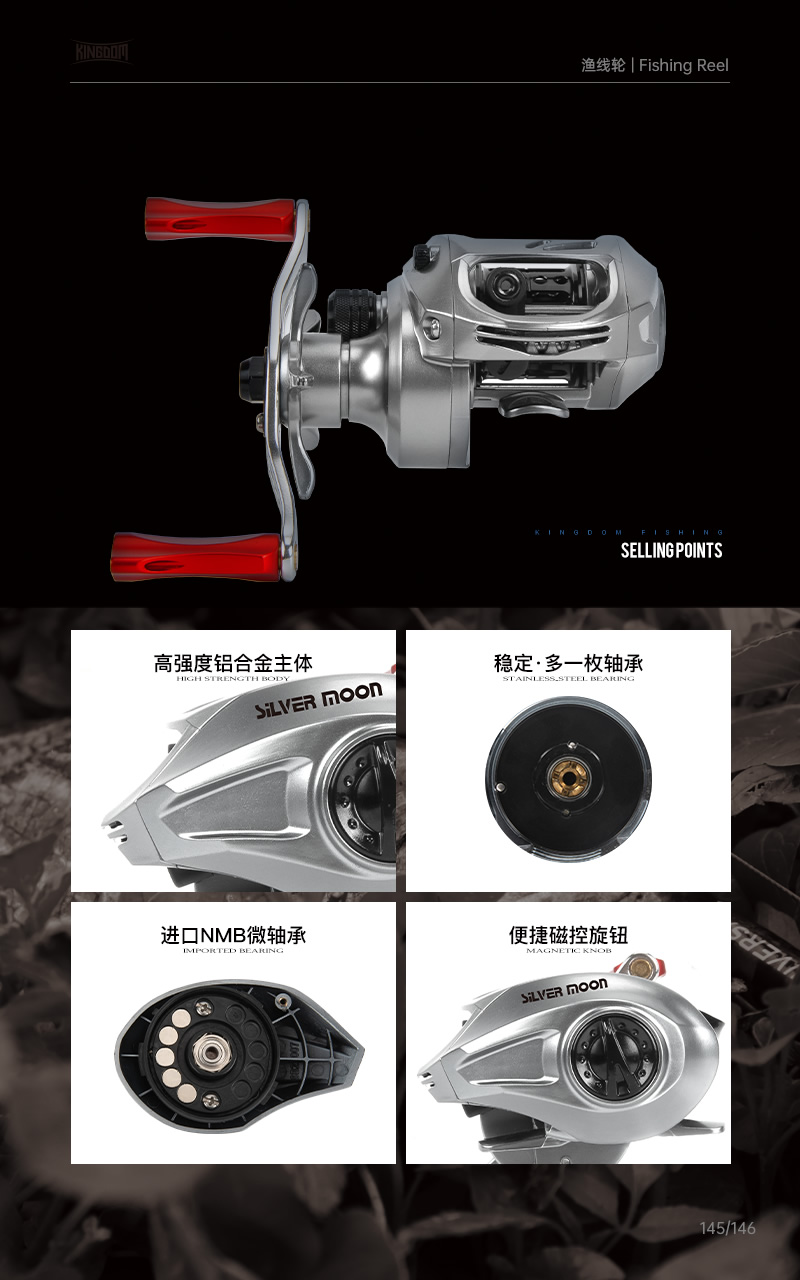 KINGDOM
渔线轮 | Fishing Reel
KINGDOM FISHING
SELLING POINTS
高强度铝合金主体
HIGH STRENGTH BODY
SILVER MOON
稳定·多一枚轴承
STAINLESS STEEL BEARING
进口NMB微轴承
IMPORTED BEARING
便捷磁控旋钮
MAGNETIC KNOB
SILVER MOON
145/146